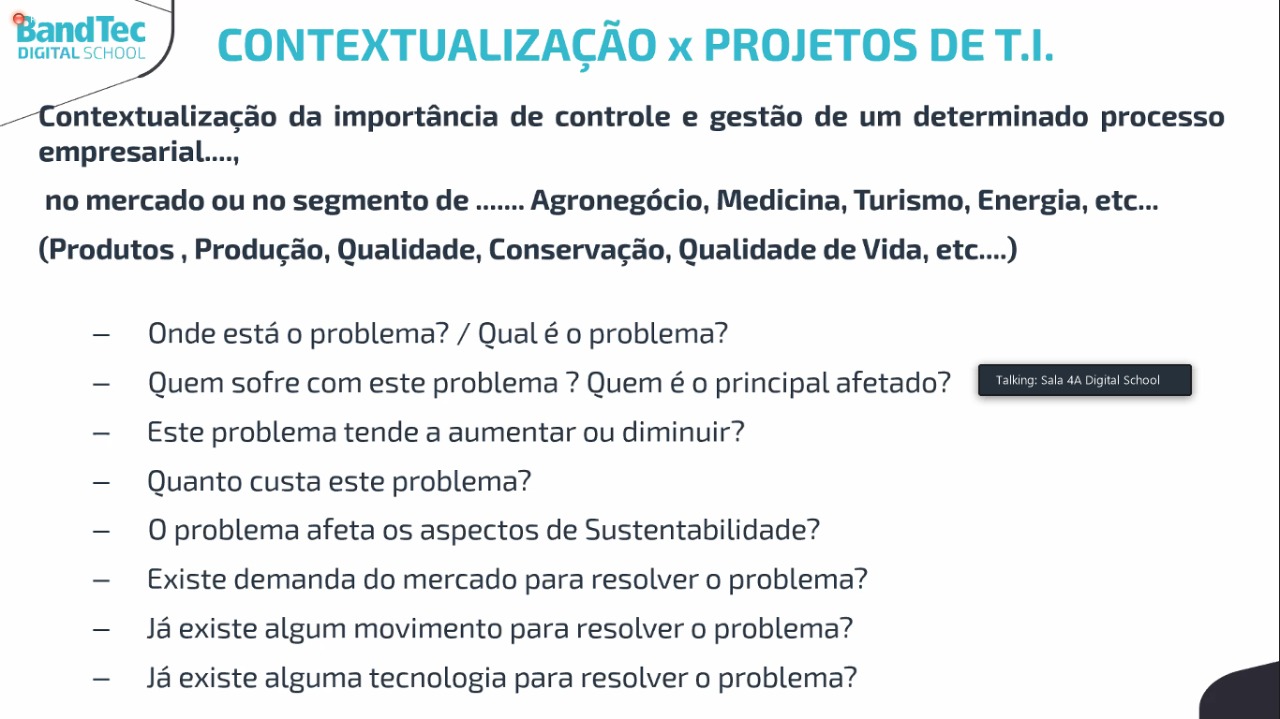 BandTec
DIGITAL SCHOOL
CONTEXTUALIZAÇÃO x PROJETOS DE T.I.
Contextualização da importância de controle e gestão de um determinado processo
empresarial....,
no mercado ou no segmento de ....... Agronegócio, Medicina, Turismo, Energia, etc...
(Produtos , Produção, Qualidade, Conservação, Qualidade de Vida, etc....)
– Onde está o problema? / Qual é o problema?
– Quem sofre com este problema ? Quem é o principal afetado?
Talking: Sala 4A Digital School
– Este problema tende a aumentar ou diminuir?
– Quanto custa este problema?
– O problema afeta os aspectos de Sustentabilidade?
– Existe demanda do mercado para resolver o problema?
– Já existe algum movimento para resolver o problema?
– Já existe alguma tecnologia para resolver o problema?